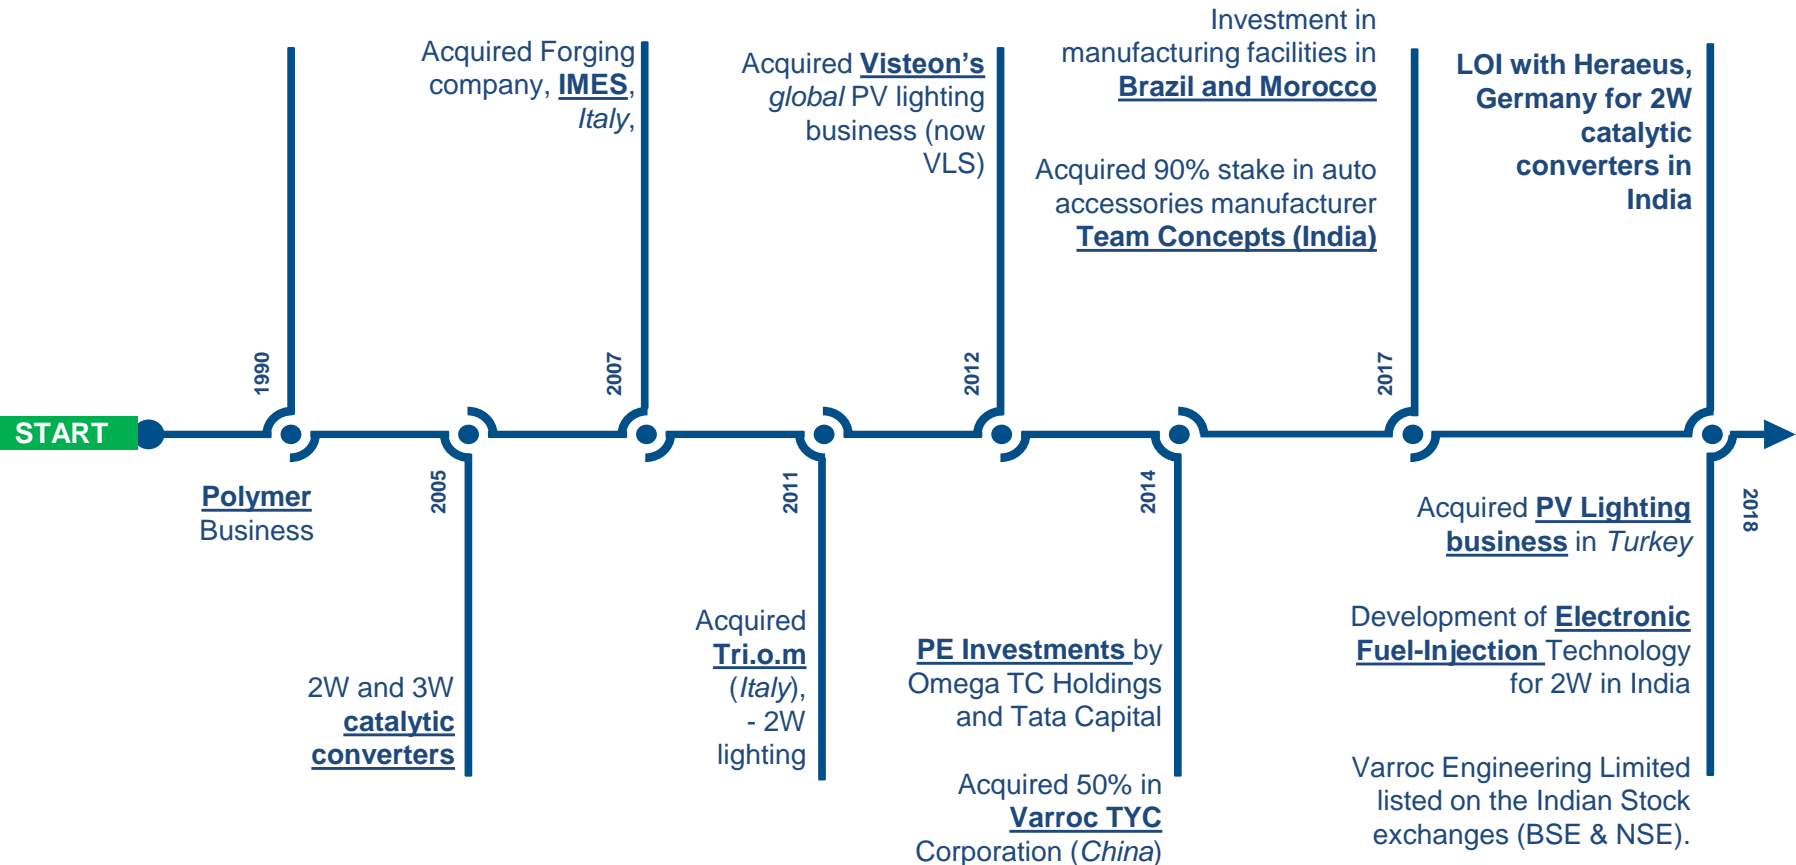 START
1990
Polymer
Business
2005
2W and 3W
catalytic
converters
Acquired Forging
company, IMES,
Italy,
2007
2011
Acquired
Tri.o.m
(Italy),
- 2W
lighting
Acquired Visteon's
global PV lighting
business (now
VLS)
2012
2014
PE Investments by
Omega TC Holdings
and Tata Capital
Acquired 50% in
Varroc TYC
Corporation (China)
Investment in
manufacturing facilities in
Brazil and Morocco
Acquired 90% stake in auto
accessories manufacturer
Team Concepts (India)
2017
LOI with Heraeus,
Germany for 2W
catalytic
converters in
India
2018
Acquired PV Lighting
business in Turkey
Development of Electronic
Fuel-Injection Technology
for 2W in India
Varroc Engineering Limited
listed on the Indian Stock
exchanges (BSE & NSE).